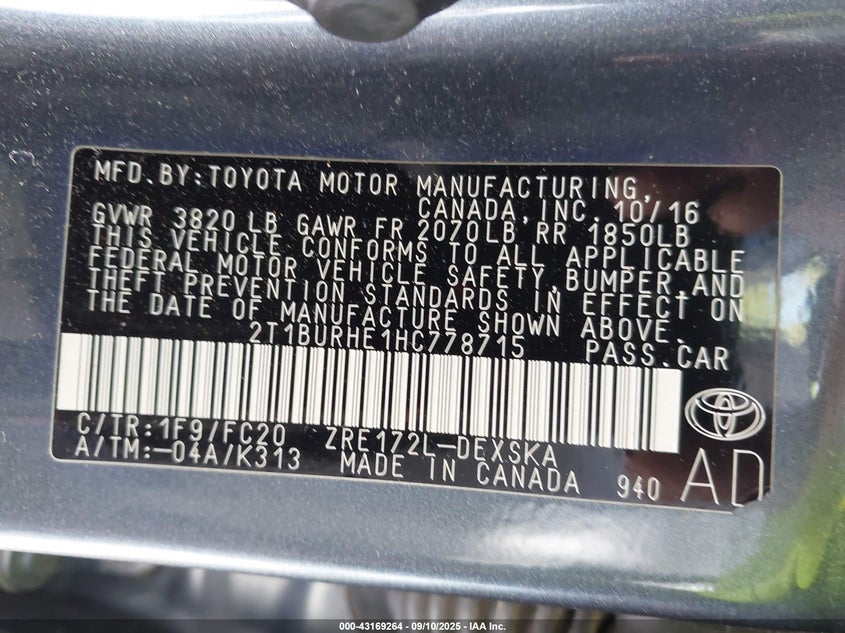 MFD.BY:TOYOTA MOTOR MANUFACTURING,
CANADA,INC. 10/16
GVWR 3820 LB GAWR FR 2070LB RR 1850LB
THIS VEHICLE CONFORMS TO ALL APPLICABLE
FEDERAL MOTOR VEHICLE SAFETY,BUMPER,AND
THEFT PREVENTION STANDARDS IN EFFECT ON
THE DATE OF MANUFACTURE SHOWN ABOVE.
2T1BURHE1HC778715 PASS.CAR
C/TR:1F9/FC20 ZRE172L-DEXSKA
A/TM:-04A/K313 MADE IN CANADA 940 AD
000-43169264 - 09/10/2025 - IAA Inc.